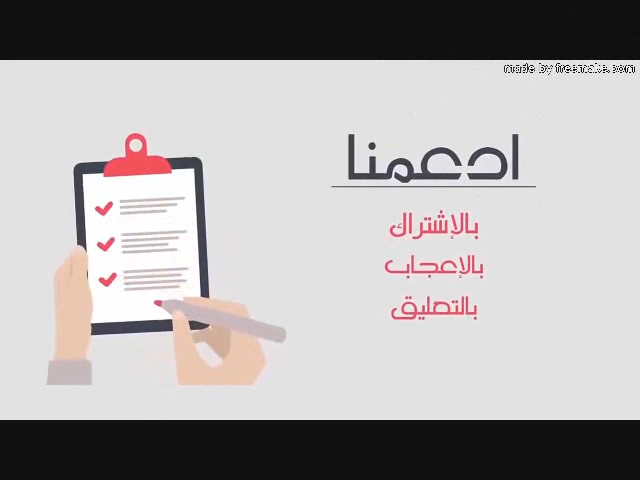 made by freemake.com
ادعمنا
بالإشتراك
بالإعجاب
بالتعليق